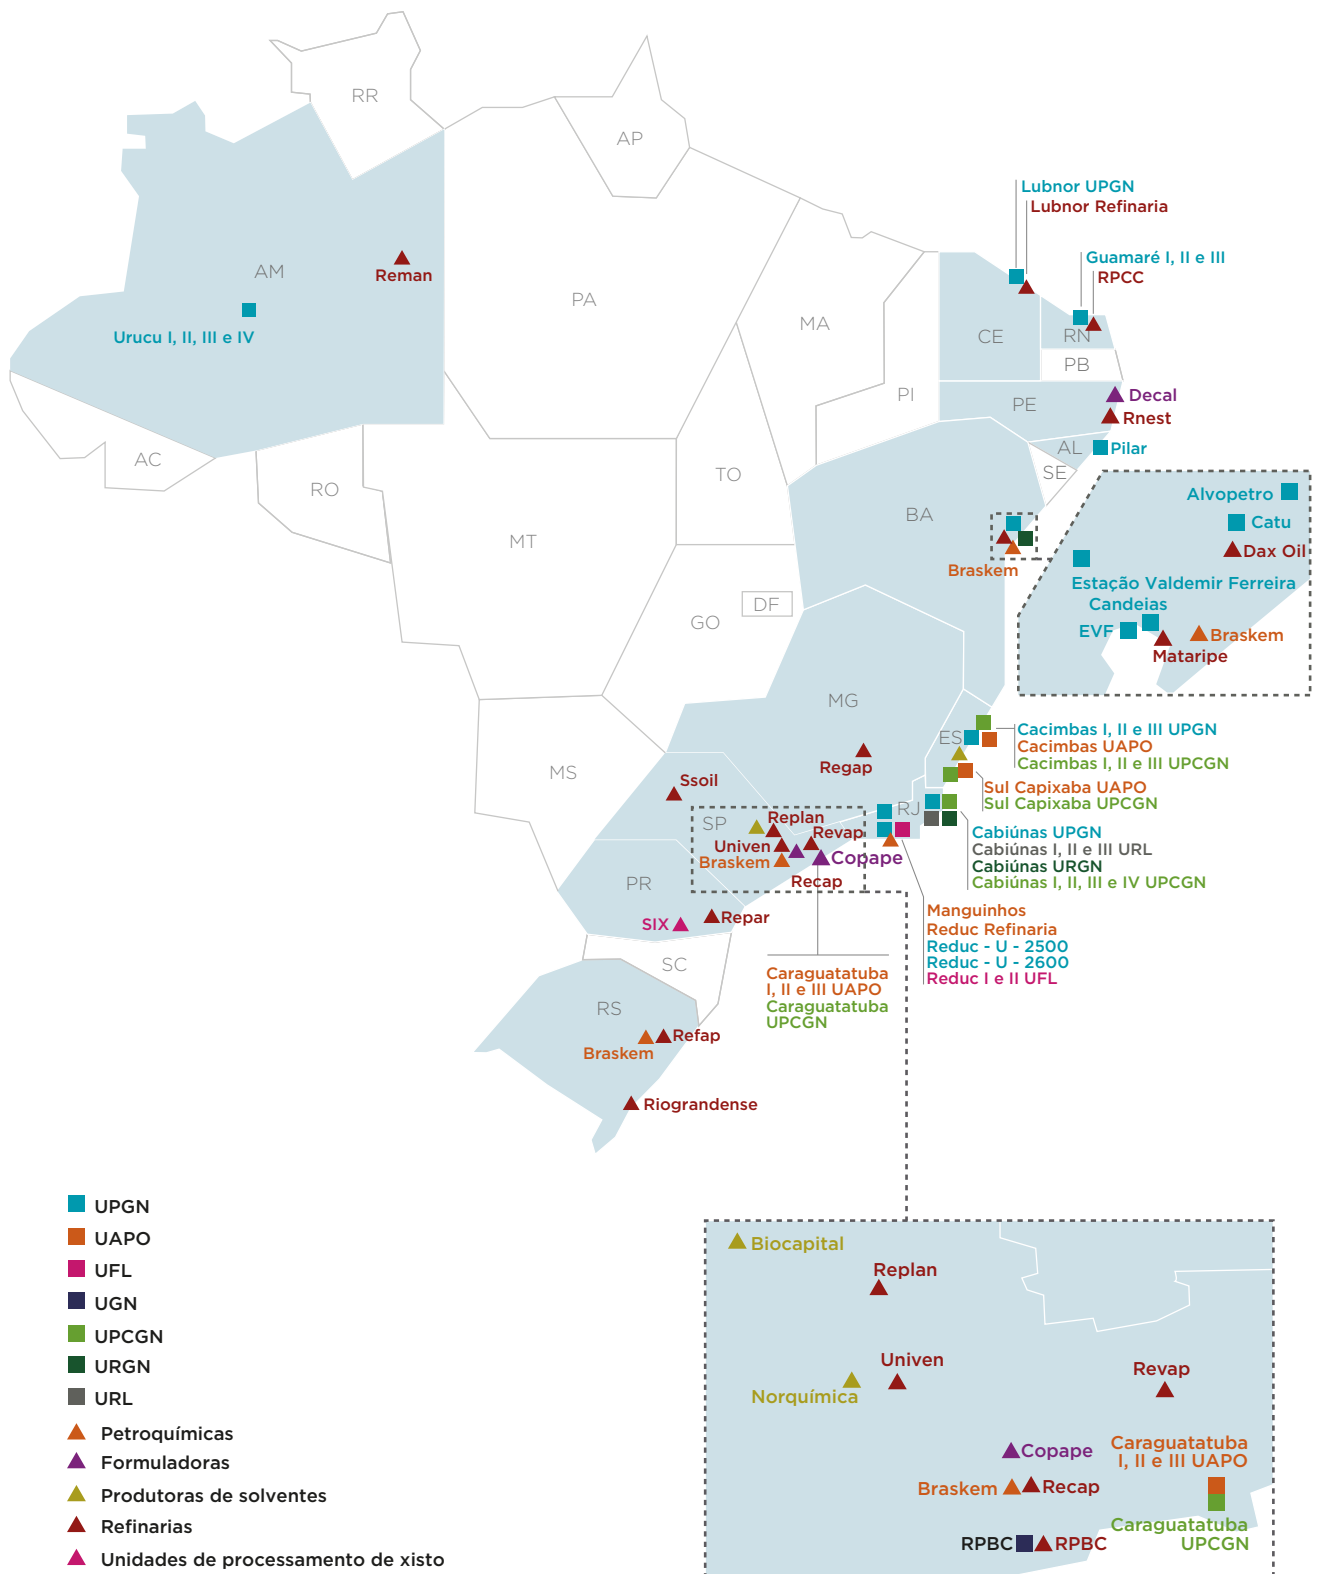 RR
AP
AM
Reman
Urucu I, II, III e IV
PA
MA
Lubnor UPGN
Lubnor Refinaria
Guamaré I, II e III
RPCC
CE
RN
PB
PI
PE
Decal
Rnest
AL
Pilar
SE
AC
RO
TO
MT
BA
Braskem
Alvopetro
Catu
Dax Oil
Estação Valdemir Ferreira
Candeias
EVF
Braskem
Mataripe
DF
GO
MG
Regap
ES
Cacimbas I, II e III UPGN
Cacimbas UAPO
Cacimbas I, II e III UPCGN
Sul Capixaba UAPO
Sul Capixaba UPCGN
MS
Ssoil
SP
Replan
Revap
Univen
Braskem
Copape
Recap
RJ
Cabiúnas UPGN
Cabiúnas I, II e III URL
Cabiúnas URGN
Cabiúnas I, II, III e IV UPCGN
Manguinhos
Reduc Refinaria
Reduc - U - 2500
Reduc - U - 2600
Reduc I e II UFL
PR
SIX
Repar
SC
Caraguatatuba
I, II e III UAPO
Caraguatatuba
UPCGN
RS
Braskem
Refap
Riograndense
UPGN
UAPO
UFL
UGN
UPCGN
URGN
URL
Petroquímicas
Formuladoras
Produtoras de solventes
Refinarias
Unidades de processamento de xisto
Biocapital
Replan
Univen
Norquímica
Revap
Copape
Caraguatatuba
I, II e III UAPO
Braskem
Recap
Caraguatatuba
UPCGN
RPBC
RPBC